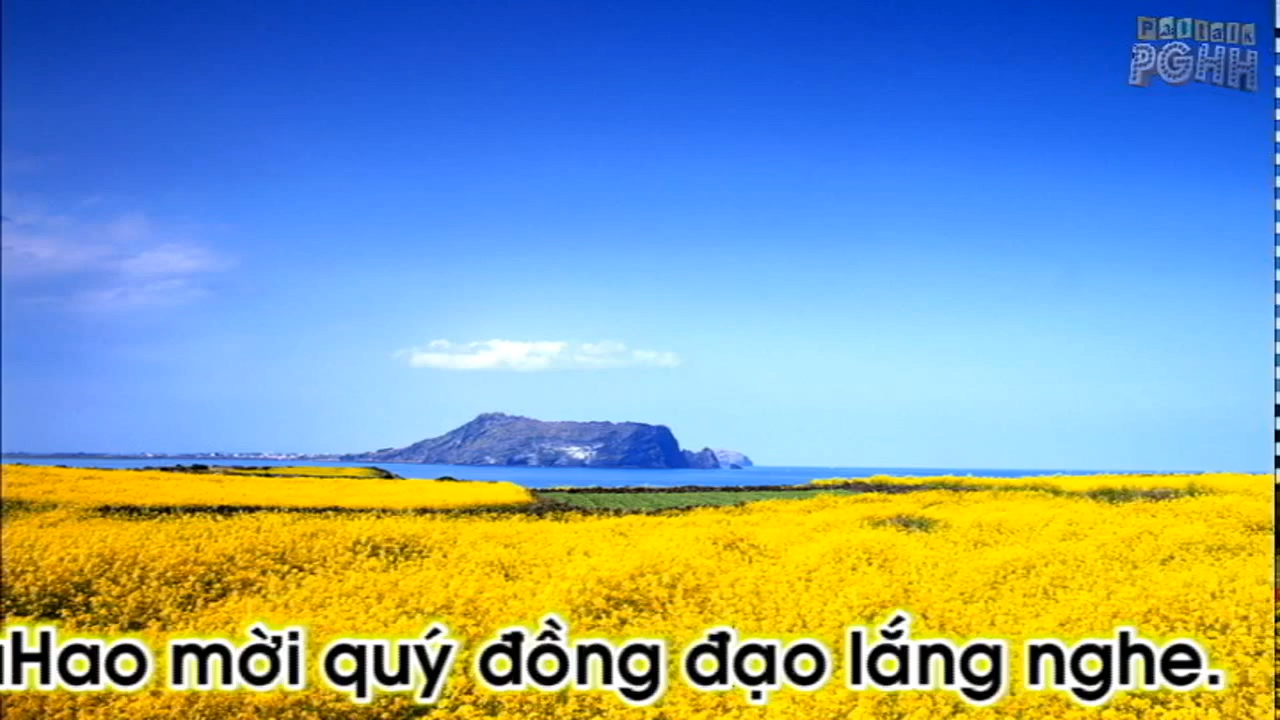 Paltalk
PGHH
Hao mời quý đồng đạo lắng nghe.